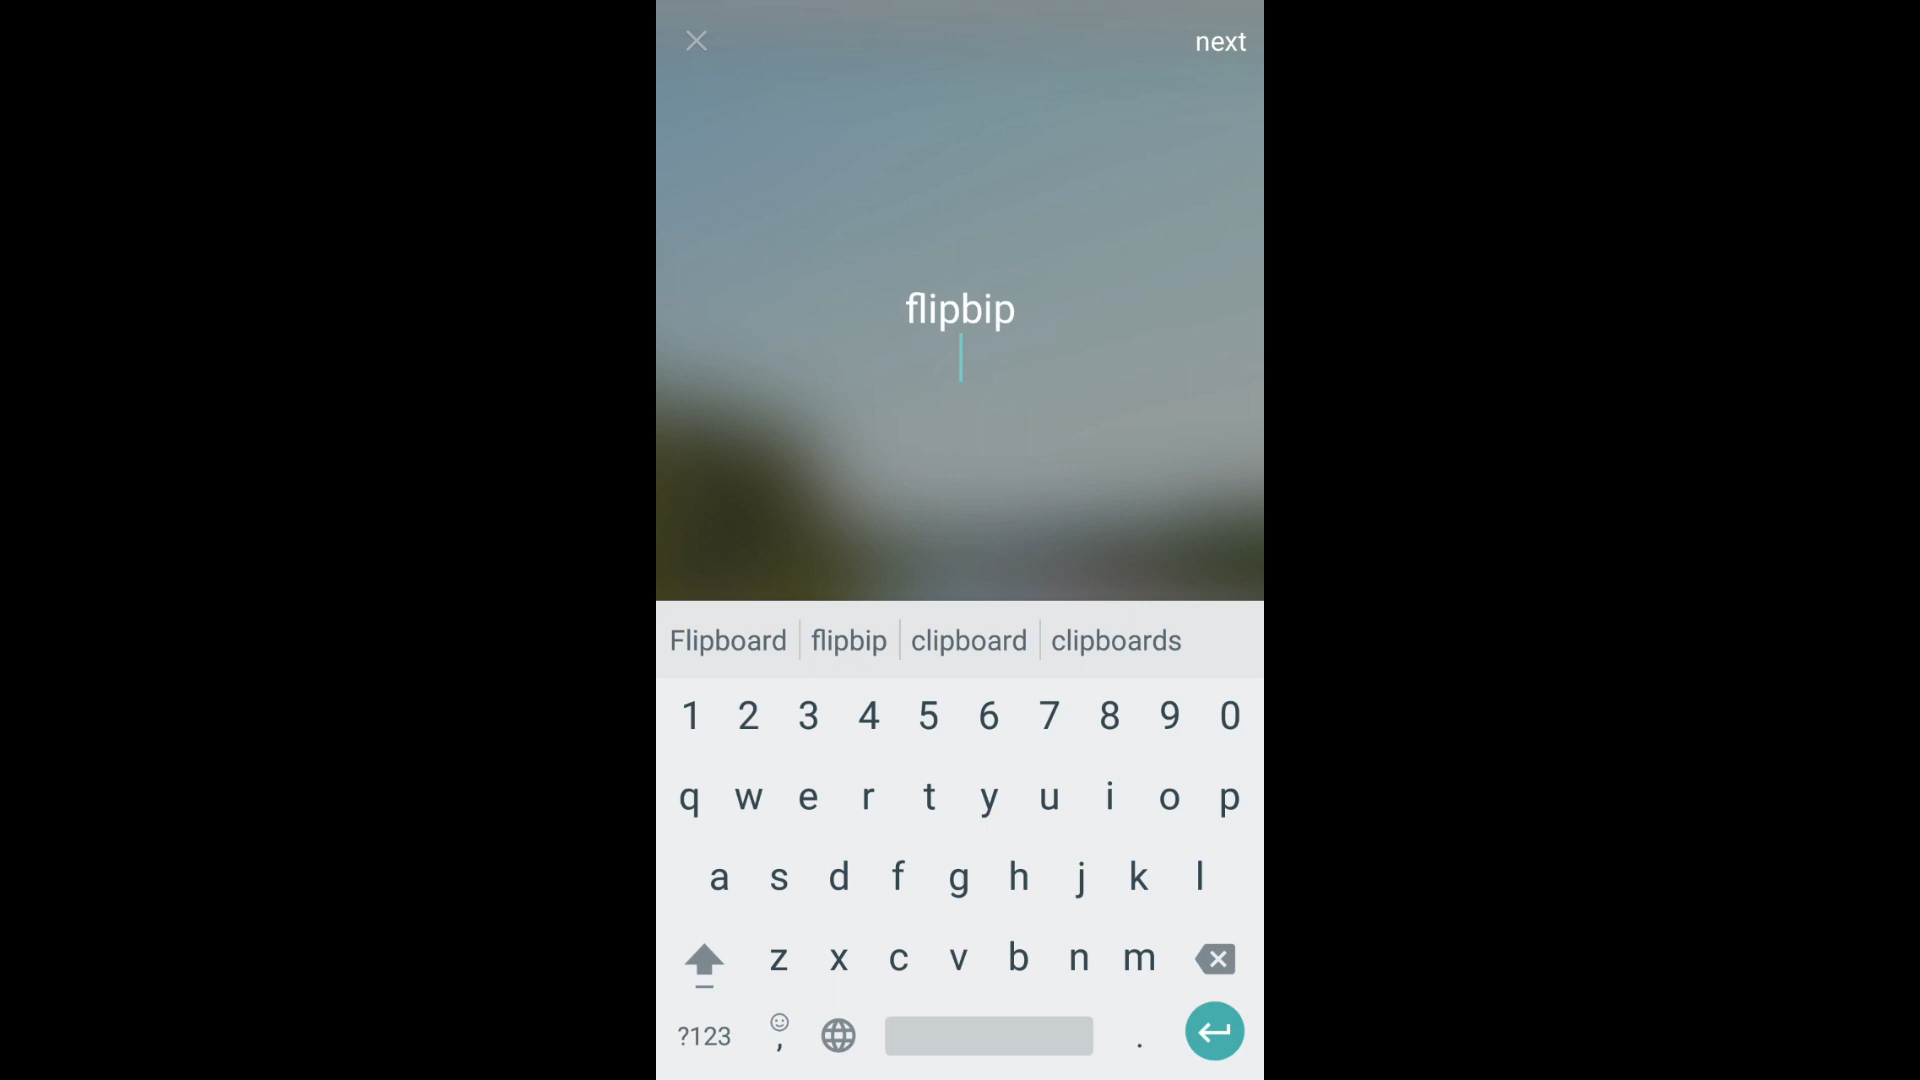 next
flipbip
Flipboard flipbip clipboard clipboards
1 2 3 4 5 6 7 8 9 0
q w e r t y u i o p
a s d f g h j k l
z x c v b n m
?123 , .